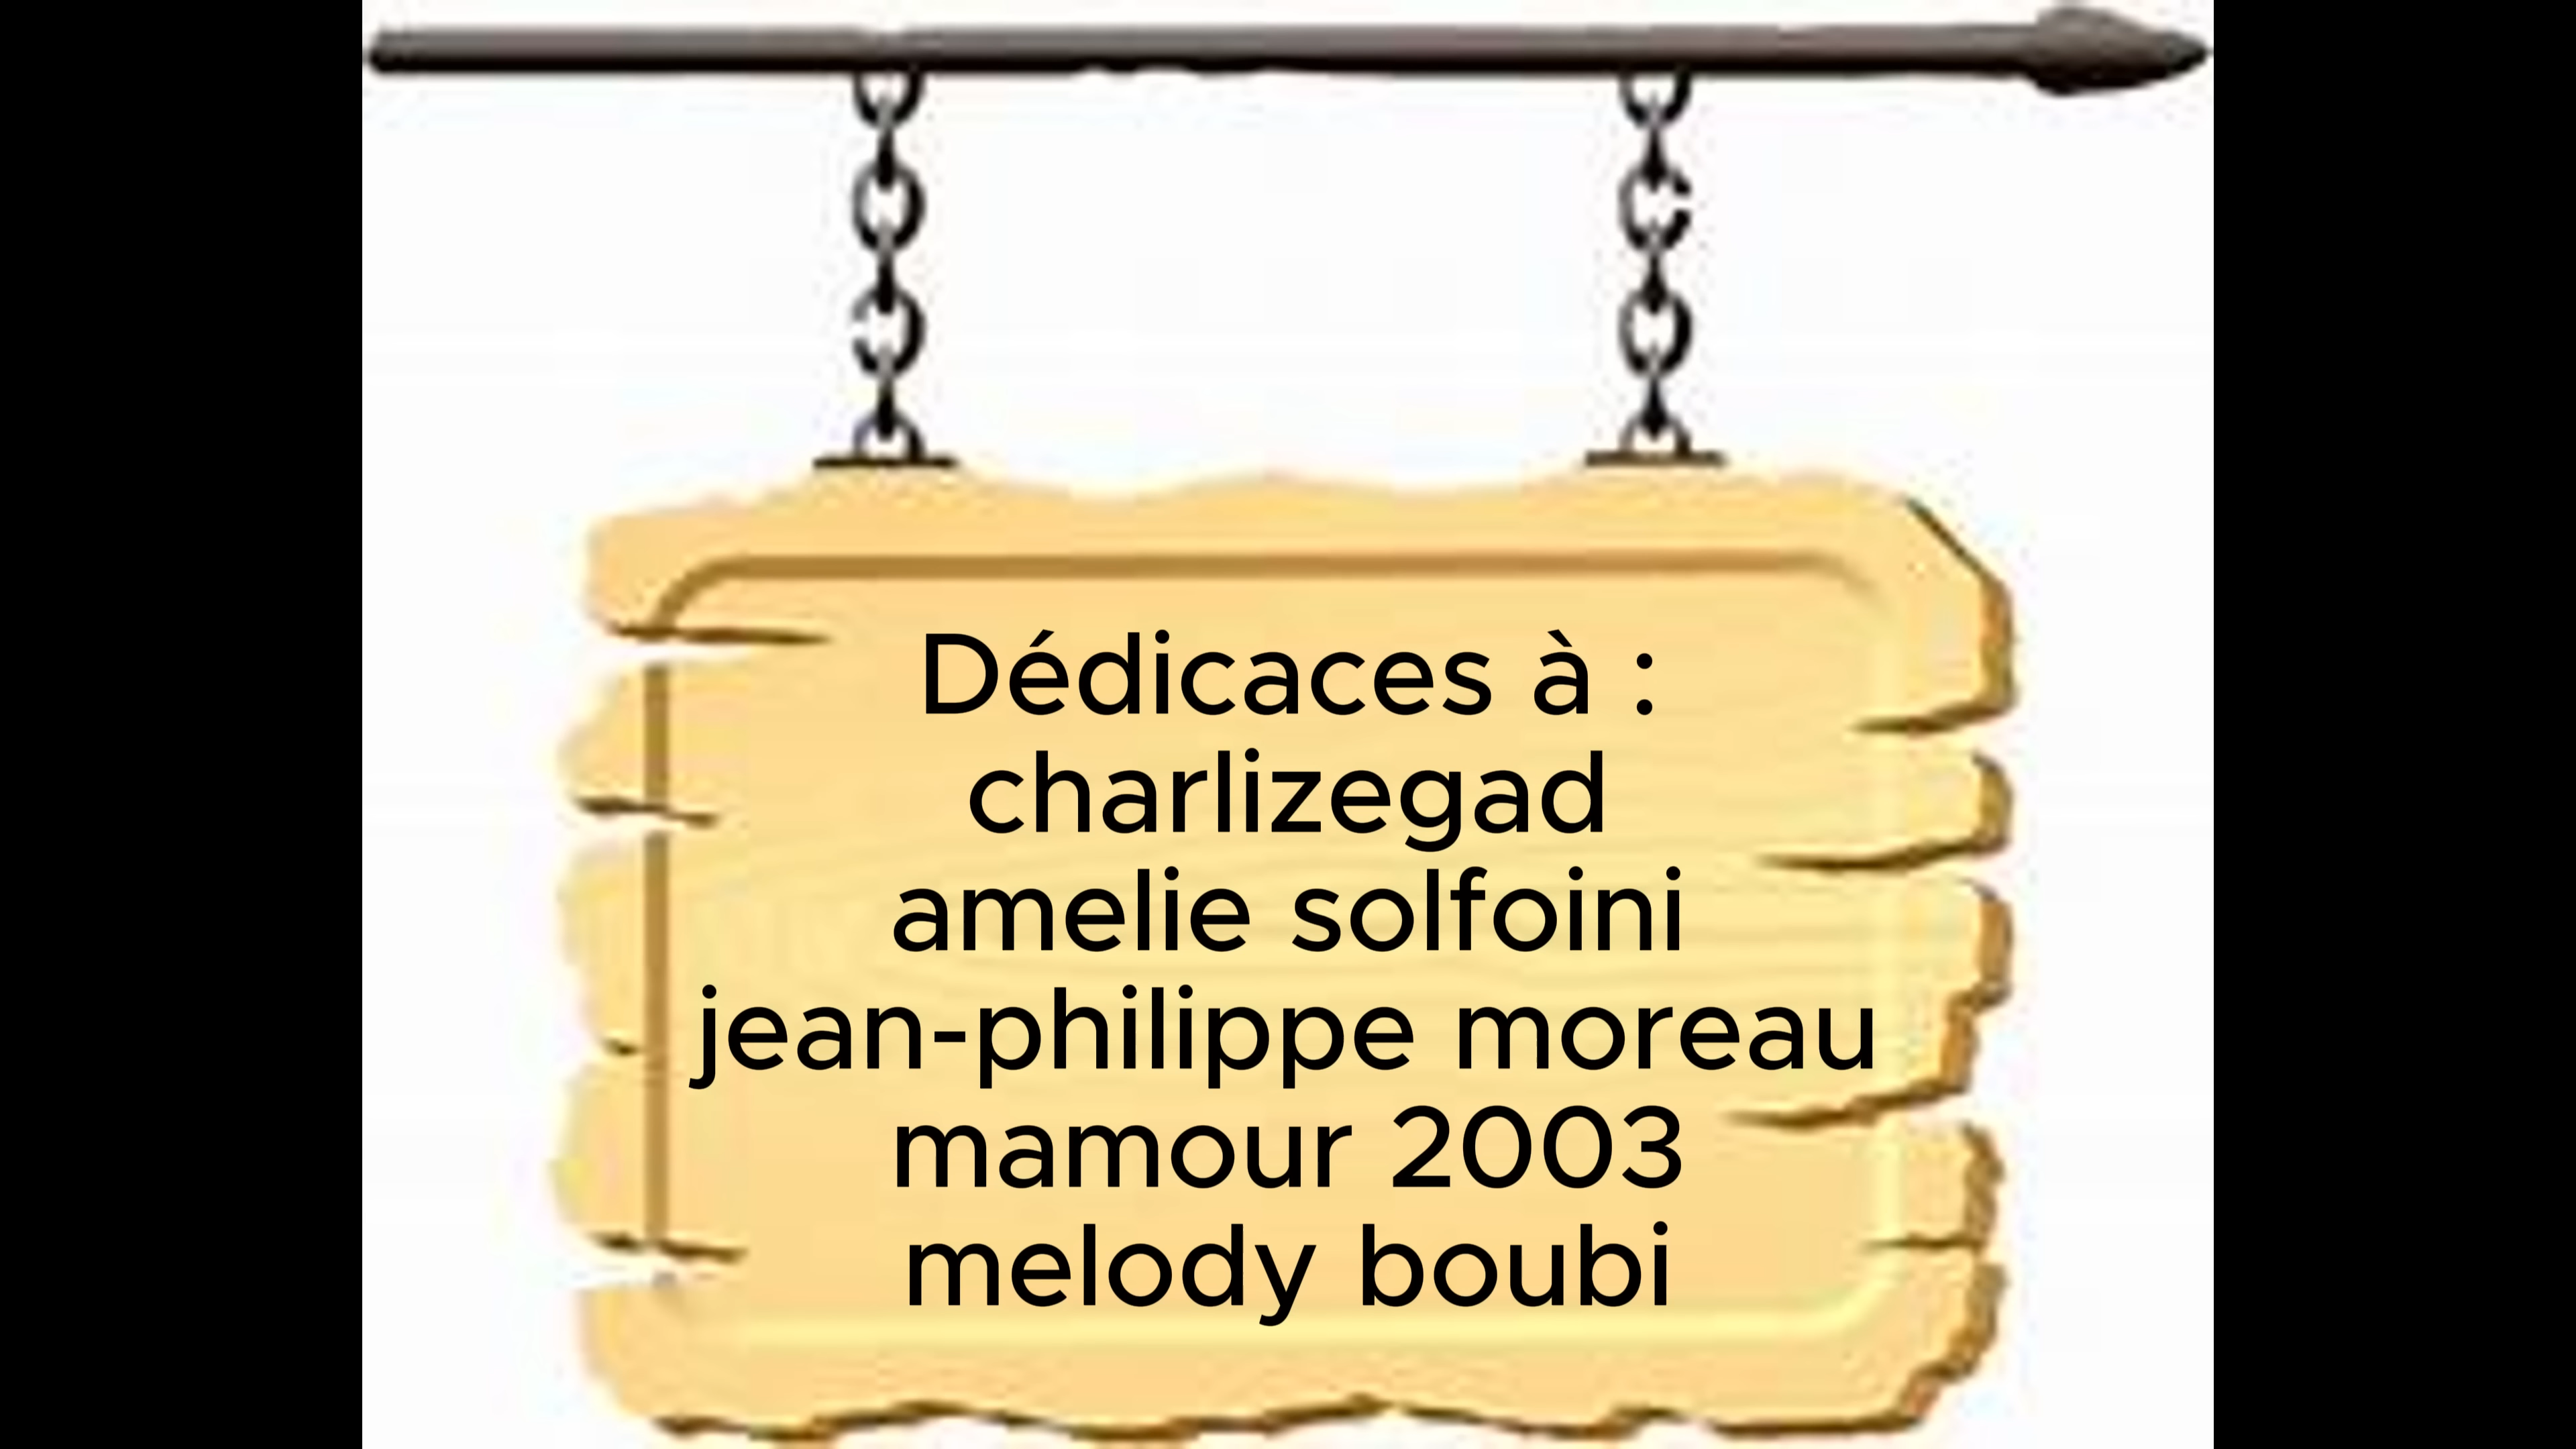 Dédicaces à :
charlizegad
amelie solfoini
jean-philippe moreau
mamour 2003
melody boubi